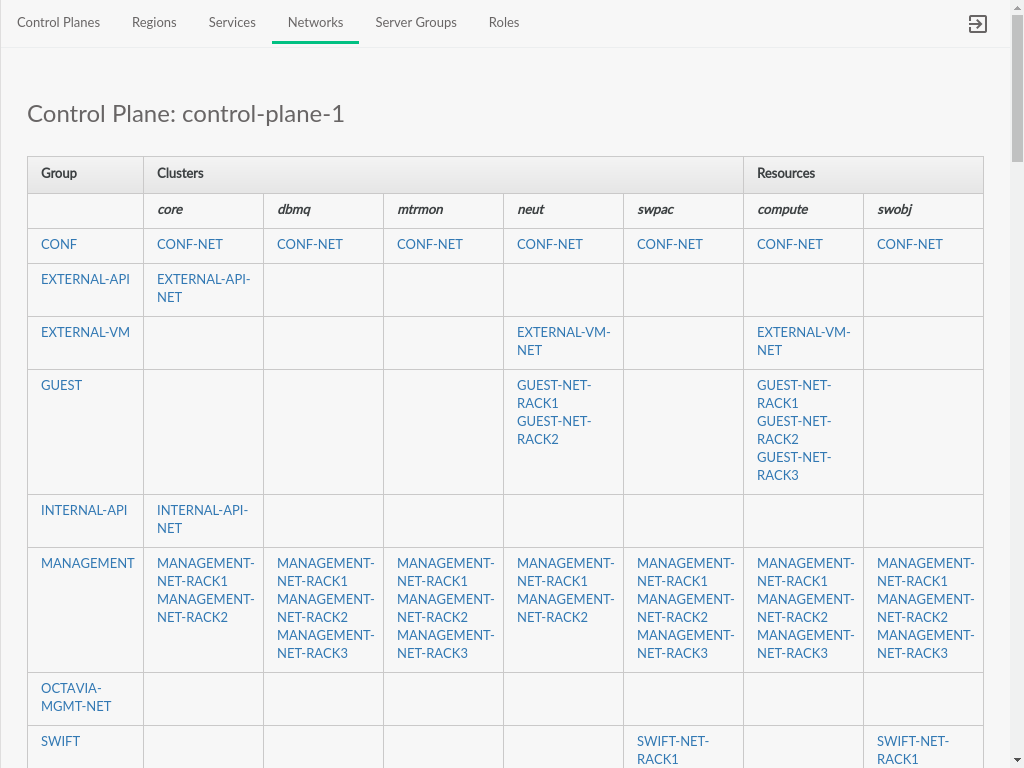 Control Planes Regions Services Networks Server Groups Roles
Control Plane: control-plane-1
Group Clusters Resources
core dbmq mtrmon neut swpac compute swobj
CONF CONF-NET CONF-NET CONF-NET CONF-NET CONF-NET CONF-NET CONF-NET
EXTERNAL-API EXTERNAL-API-
NET
EXTERNAL-VM EXTERNAL-VM- EXTERNAL-VM-
NET NET
GUEST GUEST-NET- GUEST-NET-
RACK1 RACK1
GUEST-NET- GUEST-NET-
RACK2 RACK2
GUEST-NET-
RACK3
INTERNAL-API INTERNAL-API-
NET
MANAGEMENT MANAGEMENT- MANAGEMENT- MANAGEMENT- MANAGEMENT- MANAGEMENT- MANAGEMENT- MANAGEMENT-
NET-RACK1 NET-RACK1 NET-RACK1 NET-RACK1 NET-RACK1 NET-RACK1 NET-RACK1
MANAGEMENT- MANAGEMENT- MANAGEMENT- MANAGEMENT- MANAGEMENT- MANAGEMENT- MANAGEMENT-
NET-RACK2 NET-RACK2 NET-RACK2 NET-RACK2 NET-RACK2 NET-RACK2 NET-RACK2
MANAGEMENT- MANAGEMENT- MANAGEMENT- MANAGEMENT- MANAGEMENT-
NET-RACK3 NET-RACK3 NET-RACK3 NET-RACK3 NET-RACK3
OCTAVIA-
MGMT-NET
SWIFT SWIFT-NET- SWIFT-NET-
RACK1 RACK1